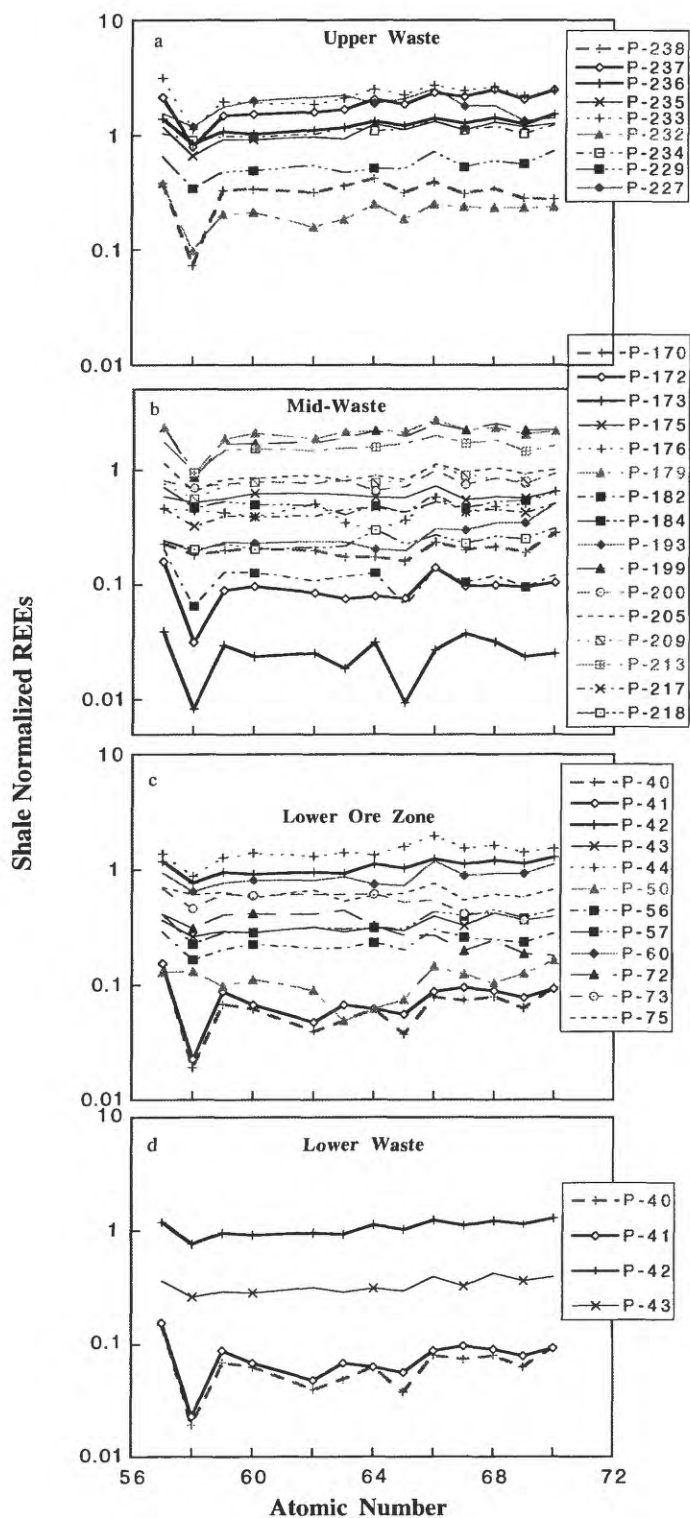 Shale Normalized REEs
a
Upper Waste
10
1
0.1
0.01
P-238
P-237
P-236
P-235
P-233
P-232
P-234
P-229
P-227
b
Mid-Waste
1
0.1
0.01
P-170
P-172
P-173
P-175
P-176
P-179
P-182
P-184
P-193
P-199
P-200
P-205
P-209
P-213
P-217
P-218
c
Lower Ore Zone
10
1
0.1
0.01
P-40
P-41
P-42
P-43
P-44
P-50
P-56
P-57
P-60
P-72
P-73
P-75
d
Lower Waste
10
1
0.1
0.01
P-40
P-41
P-42
P-43
56 60 64 68 72
Atomic Number